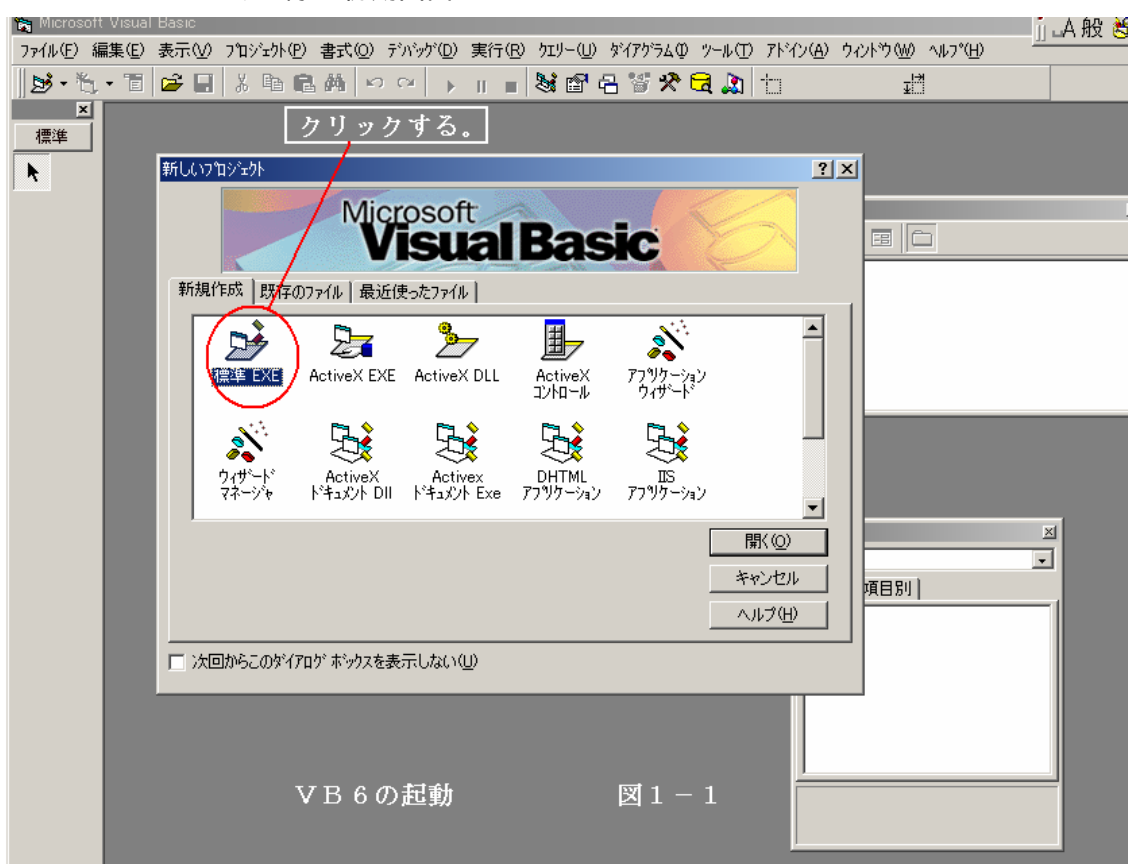 Microsoft Visual Basic
A 般
ファイル(F) 編集(E) 表示(V) プロジェクト(P) 書式(O) デバッグ(D) 実行(R) クエリー(U) ダイアグラム(I) ツール(T) アドイン(A) ウィンドウ(W) ヘルプ(H)
標準
クリックする。
新しいプロジェクト
Microsoft
Visual Basic
新規作成 既存のファイル 最近使ったファイル
標準 EXE ActiveX EXE ActiveX DLL ActiveX コントロール アプリケーション ウィザード
ウィザード マネージャ ActiveX ドキュメント Dll Activex ドキュメント Exe DHTML アプリケーション IIS アプリケーション
開く(O)
キャンセル
項目別
ヘルプ(H)
次回からこのダイアログ ボックスを表示しない(U)
VB6の起動 図1-1